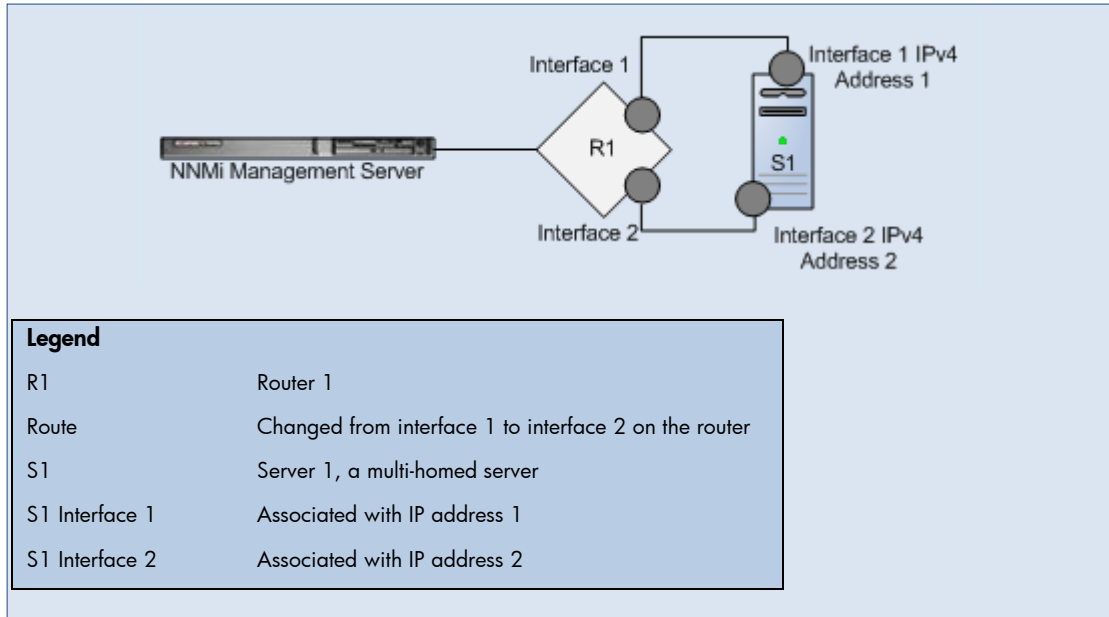 Interface 1
Interface 1 IPv4
Address 1
R1
S1
NNMi Management Server
Interface 2
Interface 2 IPv4
Address 2
Legend
R1 Router 1
Route Changed from interface 1 to interface 2 on the router
S1 Server 1, a multi-homed server
S1 Interface 1 Associated with IP address 1
S1 Interface 2 Associated with IP address 2